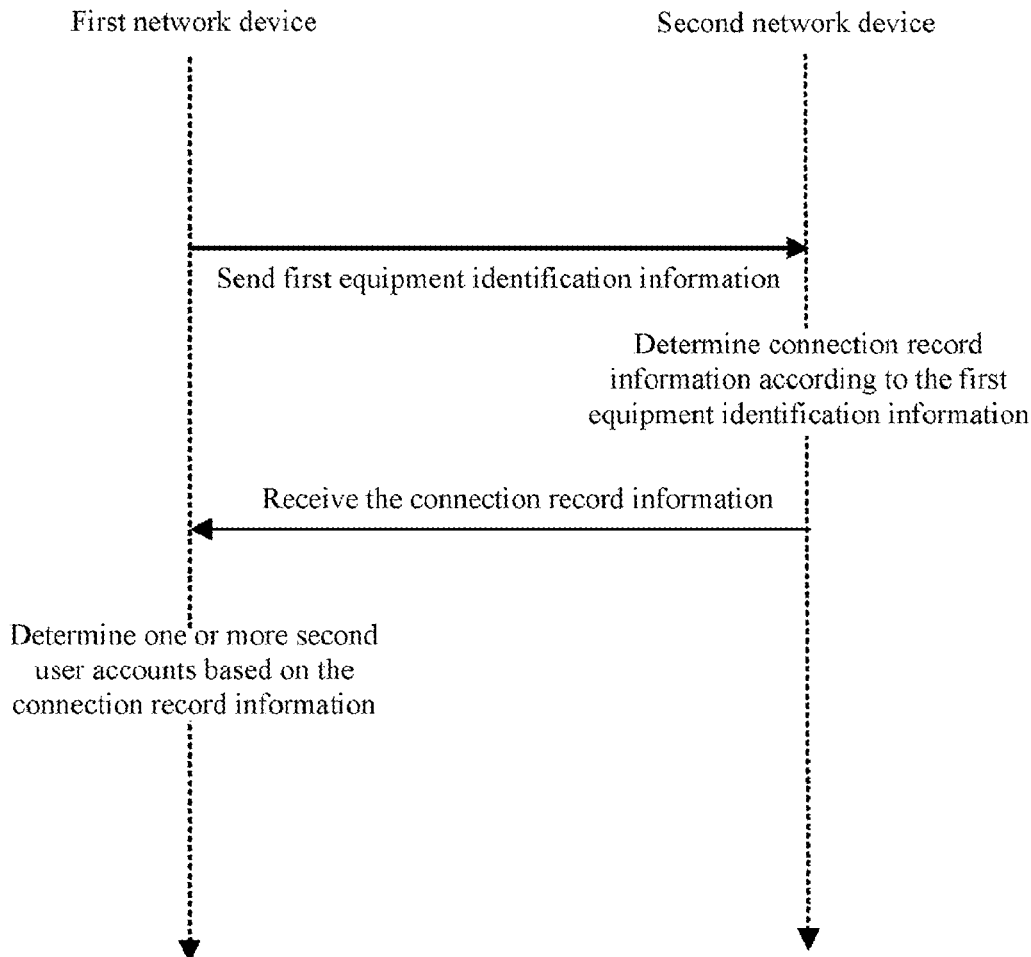 First network device
Second network device
Send first equipment identification information
Determine connection record
information according to the first
equipment identification information
Receive the connection record information
Determine one or more second
user accounts based on the
connection record information